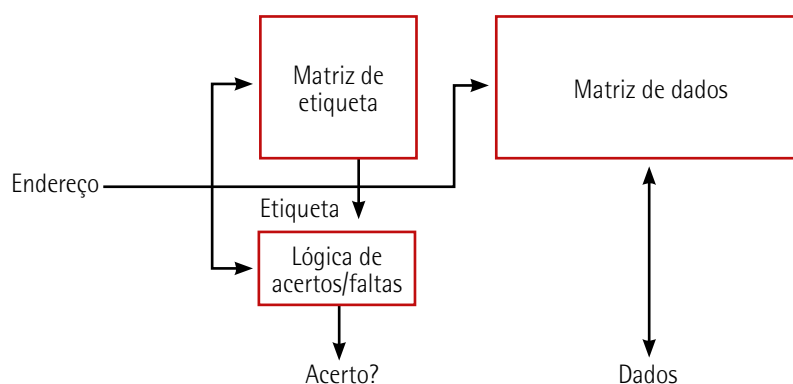 Matriz de
etiqueta
Matriz de dados
Endereço
Etiqueta
Lógica de
acertos/faltas
Acerto?
Dados